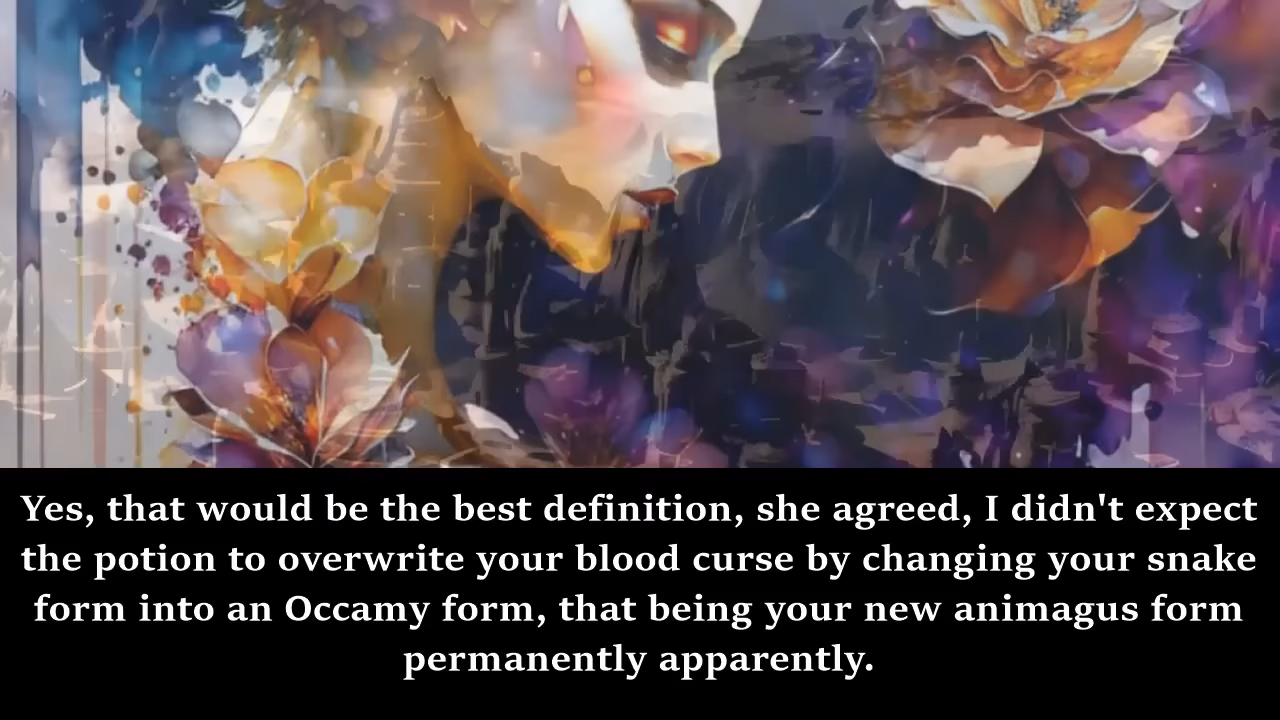 Yes, that would be the best definition, she agreed, I didn't expect
the potion to overwrite your blood curse by changing your snake
form into an Occamy form, that being your new animagus form
permanently apparently.